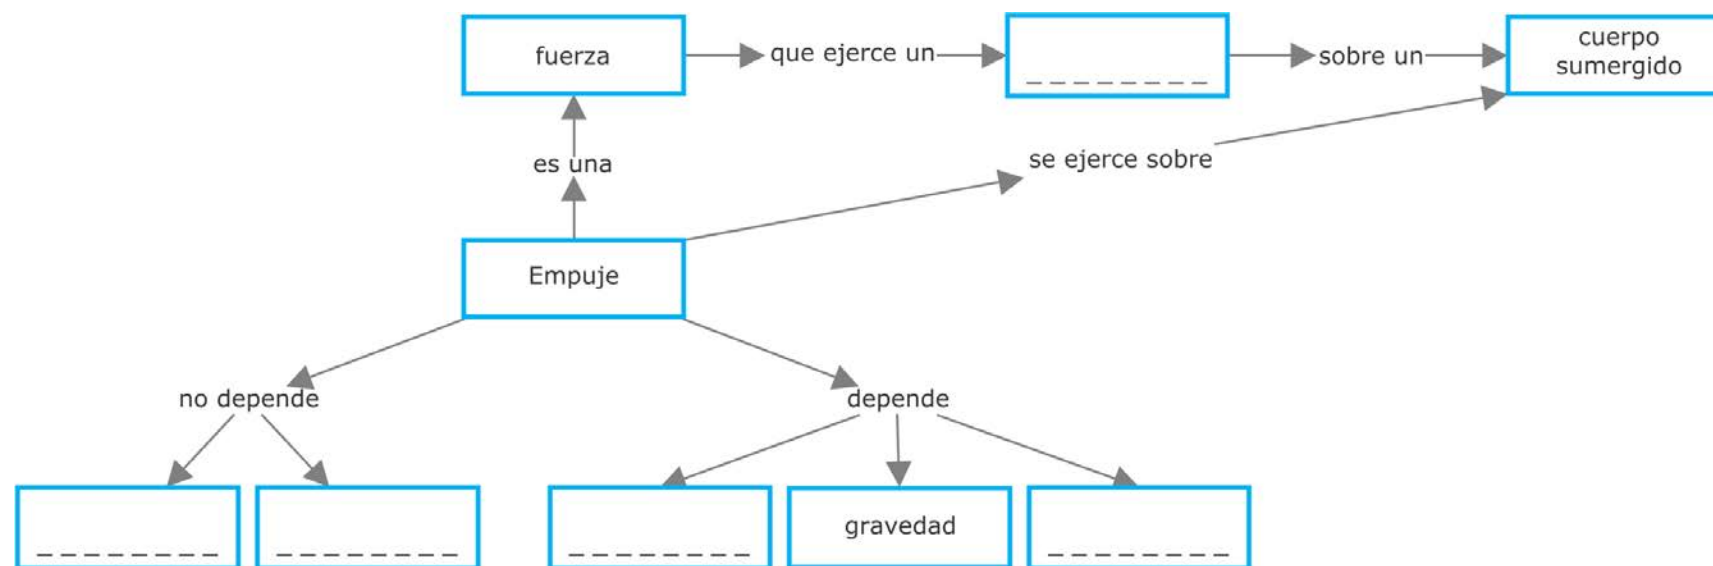 fuerza
que ejerce un
_ _ _ _ _ _ _ _
sobre un
cuerpo
sumergido
es una
se ejerce sobre
Empuje
no depende
depende
_ _ _ _ _ _ _ _
_ _ _ _ _ _ _ _
_ _ _ _ _ _ _ _
gravedad
_ _ _ _ _ _ _ _